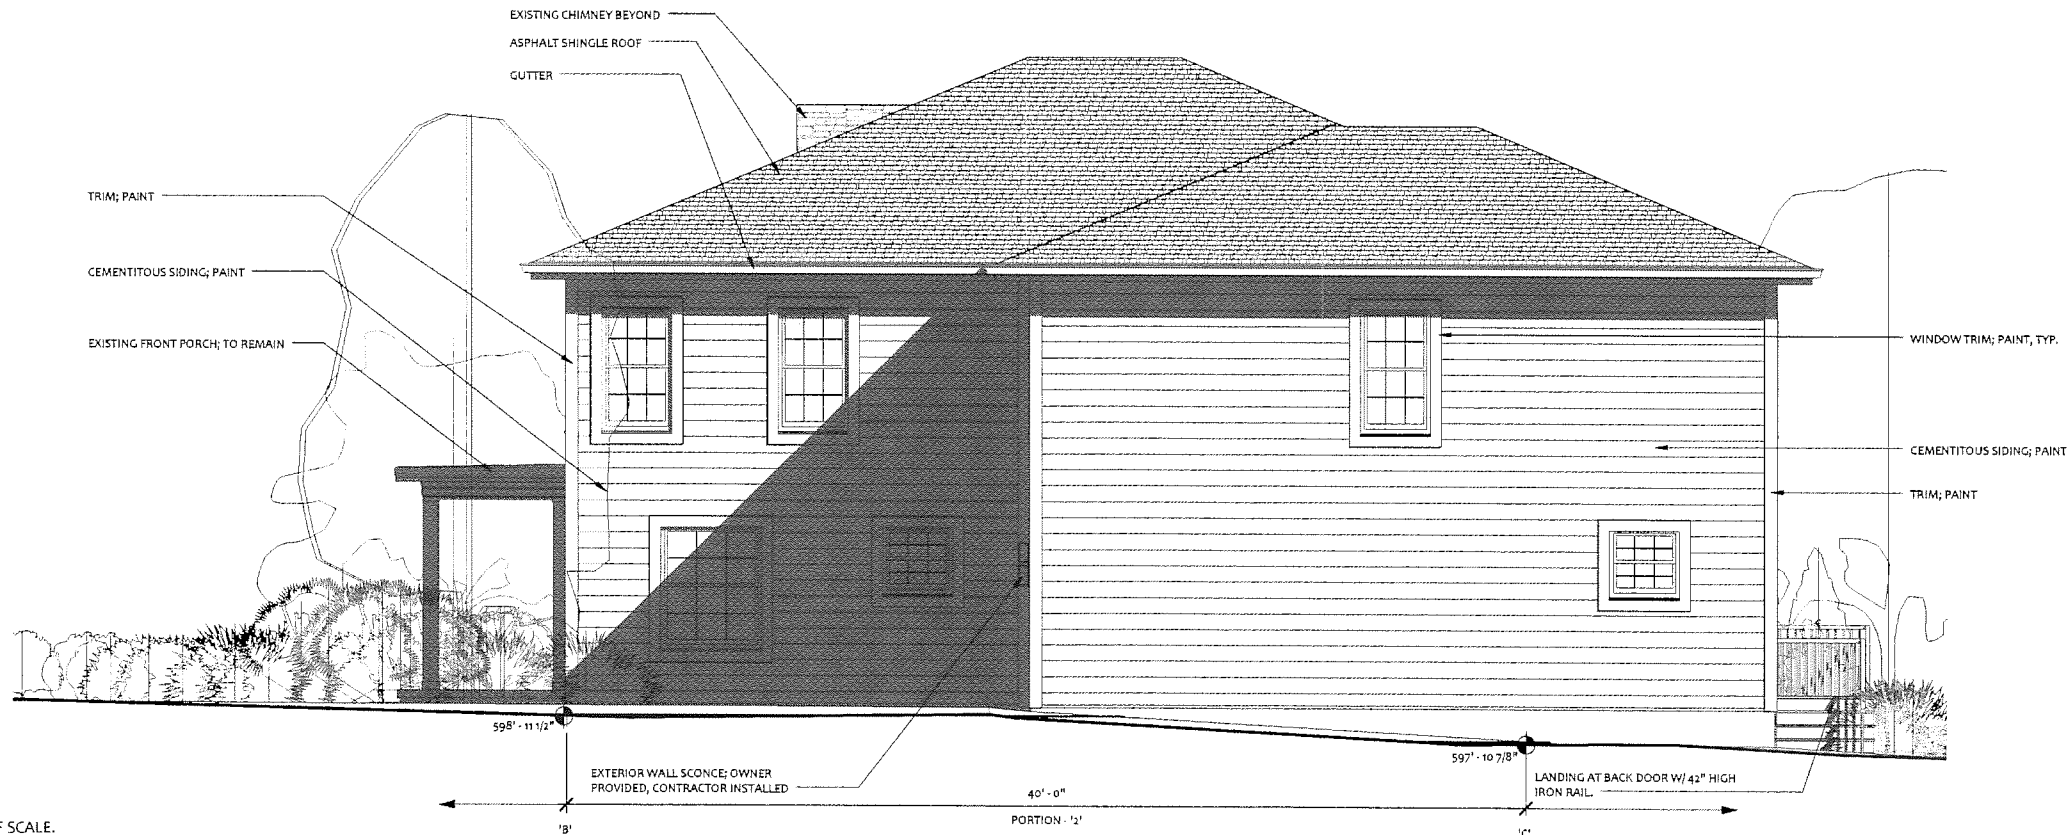 EXISTING CHIMNEY BEYOND
ASPHALT SHINGLE ROOF
GUTTER
TRIM; PAINT
CEMENTITOUS SIDING; PAINT
EXISTING FRONT PORCH; TO REMAIN
WINDOW TRIM; PAINT, TYP.
CEMENTITOUS SIDING; PAINT
TRIM; PAINT
598' - 11 1/2"
597' - 10 7/8"
EXTERIOR WALL SCONCE; OWNER
PROVIDED, CONTRACTOR INSTALLED
LANDING AT BACK DOOR W/ 42" HIGH
IRON RAIL.
40' - 0"
PORTION - '2'
F SCALE.
'B'
'C'